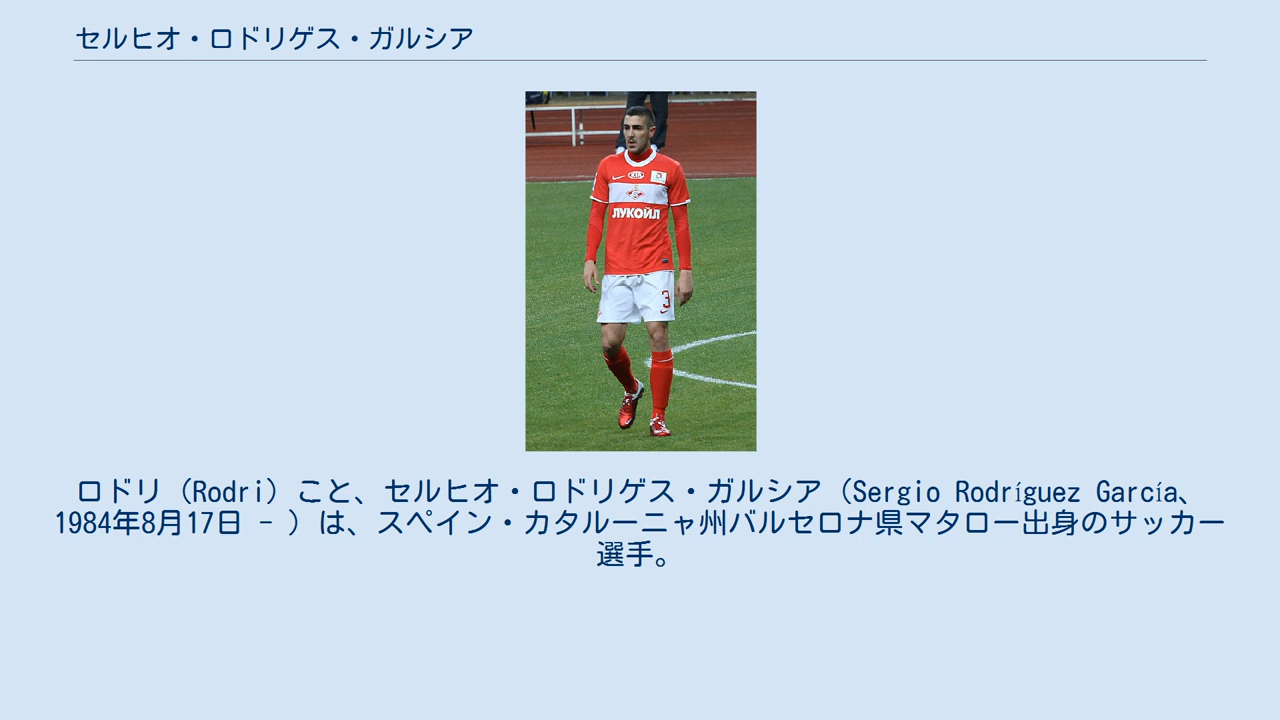 セルヒオ・ロドリゲス・ガルシア
KIA
ЛУКОЙЛ
3
ロドリ（Rodri）こと、セルヒオ・ロドリゲス・ガルシア（Sergio Rodríguez García、
1984年8月17日 - ）は、スペイン・カタルーニャ州バルセロナ県マタロー出身のサッカー
選手。